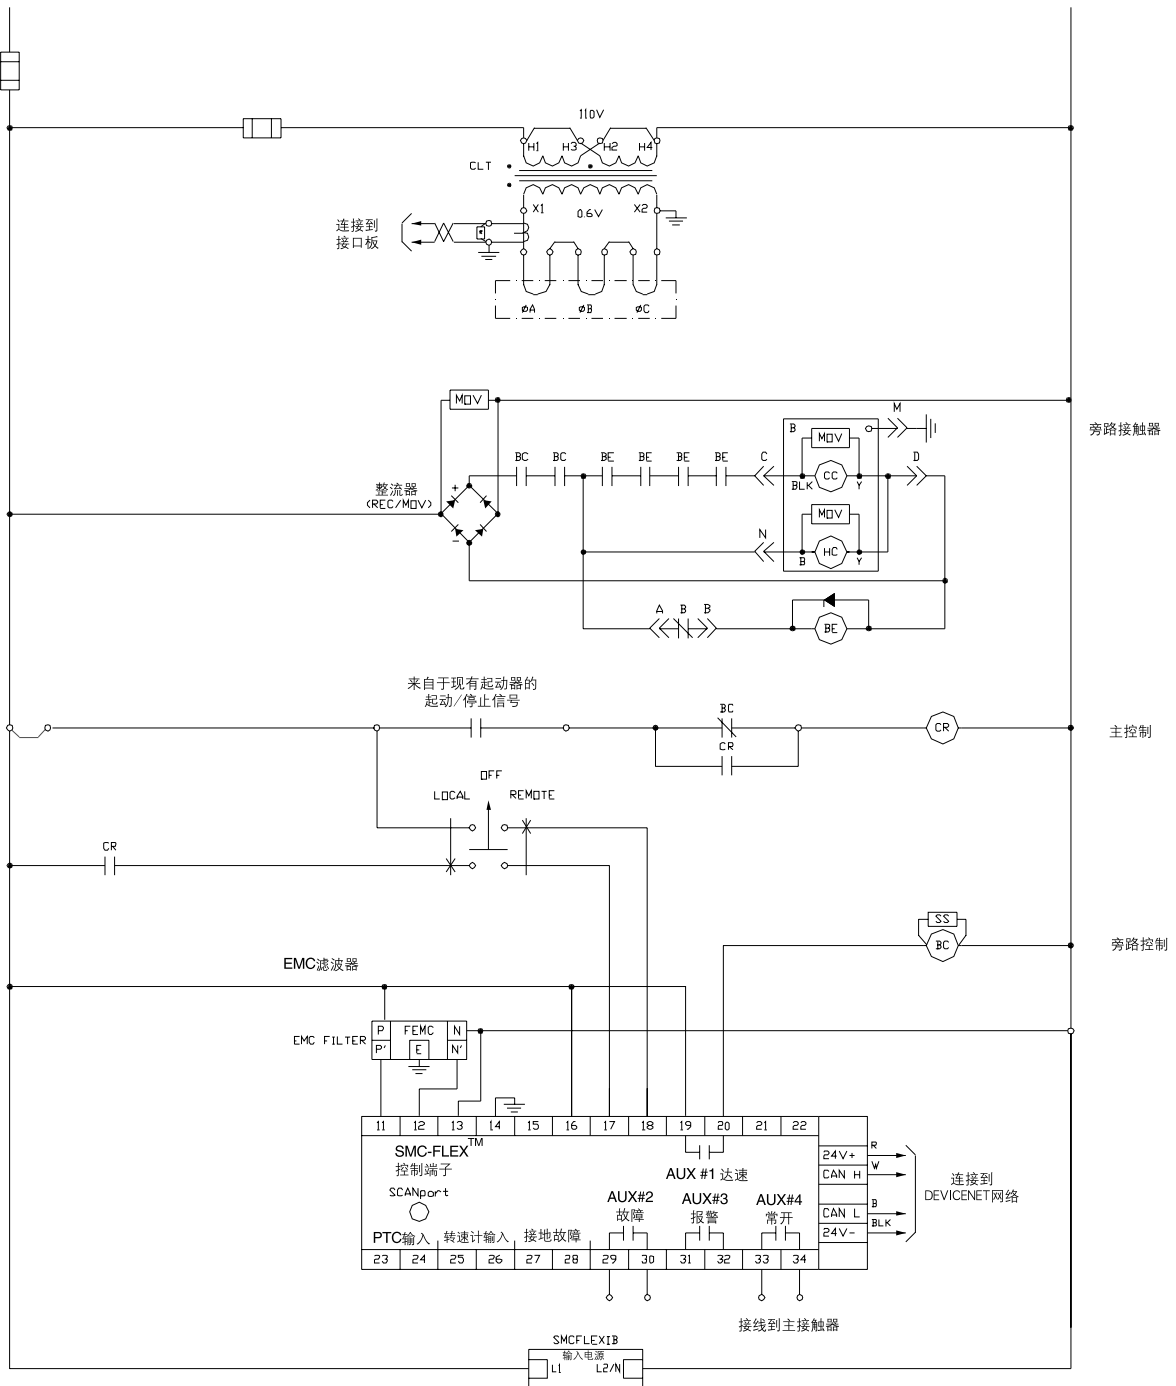 110V
H1 H3 H2 H4
CLT
X1 0.6V X2
连接到
接口板
ØA ØB ØC
MOV
M
旁路接触器
B MOV
BC BC BE BE BE BE C CC D
BLK Y
整流器
(REC/MOV)
+
-
MOV
N HC
B Y
A B B BE
来自于现有起动器的
起动/停止信号
BC
CR
主控制
CR
OFF
LOCAL REMOTE
CR
SS
BC
旁路控制
EMC滤波器
EMC FILTER
P FEMC N
P' E N'
11 12 13 14 15 16 17 18 19 20 21 22
SMC-FLEX™
控制端子
SCANport
AUX #1 达速
AUX#2
故障
AUX#3
报警
AUX#4
常开
PTC输入 转速计输入 接地故障
24V+ R
CAN H W
CAN L B
24V- BLK
连接到
DEVICENET网络
23 24 25 26 27 28 29 30 31 32 33 34
接线到主接触器
SMCFLEXIB
输入电源
L1 L2/N